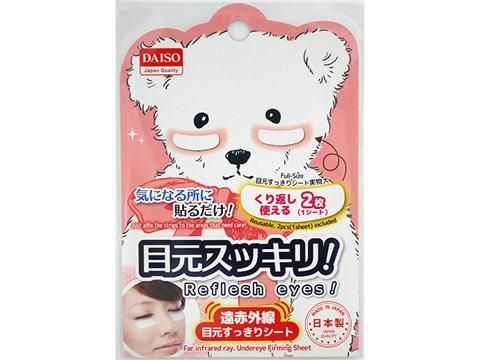 DAISO
Japan Quality
Full-Size
目元すっきりシート実物大
気になる所に
貼るだけ!
くり返し
使える
2枚
(1シート)
Just affix the strips to the areas that need care!
Reusable. 2pcs(1sheet) included
目元スッキリ!
Reflesh eyes!
遠赤外線
目元すっきりシート
Far infrared ray. Undereye Firming Sheet
MADE IN JAPAN
日本製
JAPAN
QUALITY